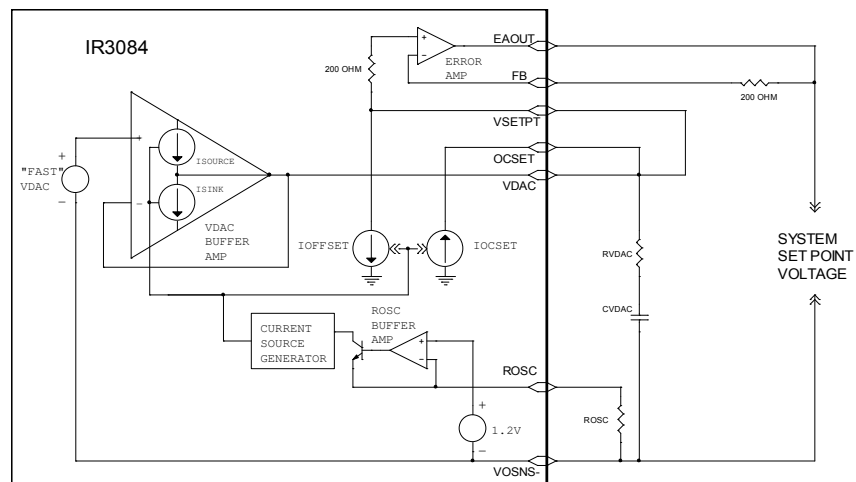 IR3084
EAOUT
200 OHM
ERROR
AMP
FB
200 OHM
VSETPT
OCSET
ISOURCE
"FAST"
VDAC
ISINK
VDAC
VDAC
BUFFER
AMP
IOFFSET
IOCSET
RVDAC
SYSTEM
SET POINT
VOLTAGE
CVDAC
CURRENT
SOURCE
GENERATOR
ROSC
BUFFER
AMP
ROSC
ROSC
1.2V
VOSNS-